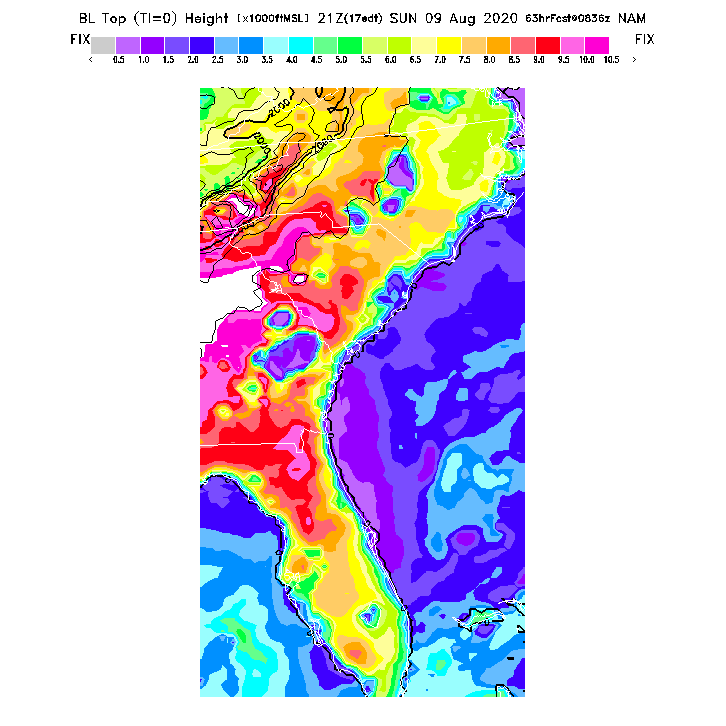 BL Top (TI=0) Height [x1000ftMSL] 21Z(17edt) SUN 09 Aug 2020 63hrFcst@0836z NAM
FIX FIX
< 0.5 1.0 1.5 2.0 2.5 3.0 3.5 4.0 4.5 5.0 5.5 6.0 6.5 7.0 7.5 8.0 8.5 9.0 9.5 10.0 10.5 >
2000
2000
2000